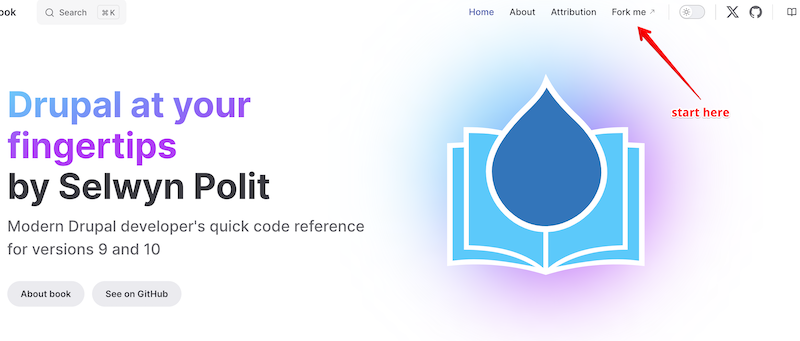 ook
Search ⌘ K
Home About Attribution Fork me ↗
start here
Drupal at your
fingertips
by Selwyn Polit
Modern Drupal developer's quick code reference
for versions 9 and 10
About book See on GitHub